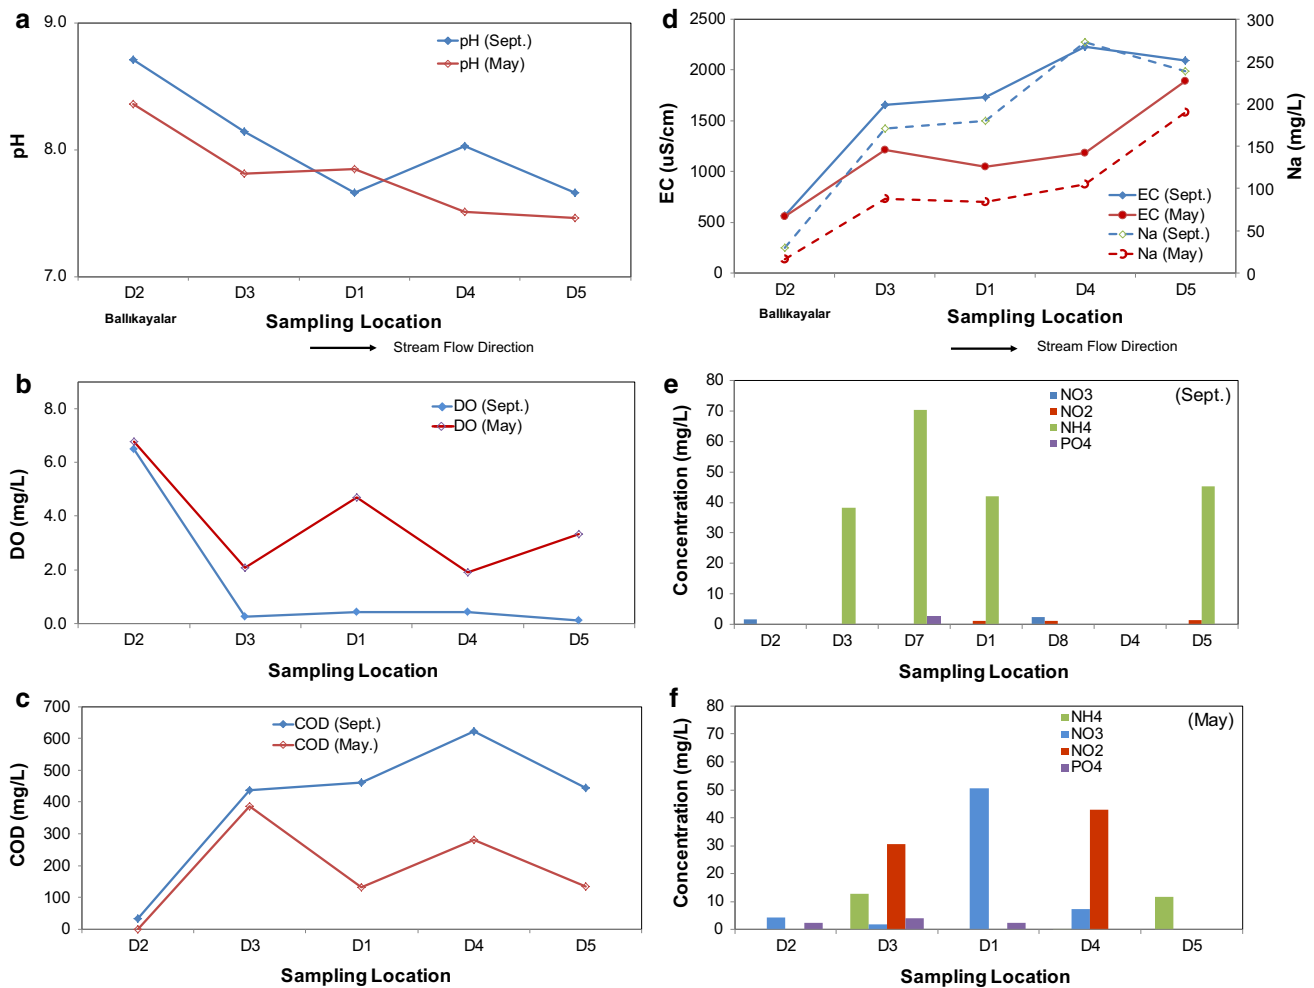 a
9.0
8.0
7.0
pH
pH (Sept.)
pH (May)
D2 D3 D1 D4 D5
Ballıkayalar
Sampling Location
Stream Flow Direction
b
8.0
6.0
4.0
2.0
0.0
DO (mg/L)
DO (Sept.)
DO (May)
D2 D3 D1 D4 D5
Sampling Location
c
700
600
500
400
300
200
100
0
COD (mg/L)
COD (Sept.)
COD (May.)
D2 D3 D1 D4 D5
Sampling Location
d
2500
2000
1500
1000
500
0
EC (uS/cm)
300
250
200
150
100
50
0
Na (mg/L)
EC (Sept.)
EC (May)
Na (Sept.)
Na (May)
D2 D3 D1 D4 D5
Ballıkayalar
Sampling Location
Stream Flow Direction
e
80
70
60
50
40
30
20
10
0
Concentration (mg/L)
NO3
NO2
NH4
PO4
(Sept.)
D2 D3 D7 D1 D8 D4 D5
Sampling Location
f
80
70
60
50
40
30
20
10
0
Concentration (mg/L)
NH4
NO3
NO2
PO4
(May)
D2 D3 D1 D4 D5
Sampling Location